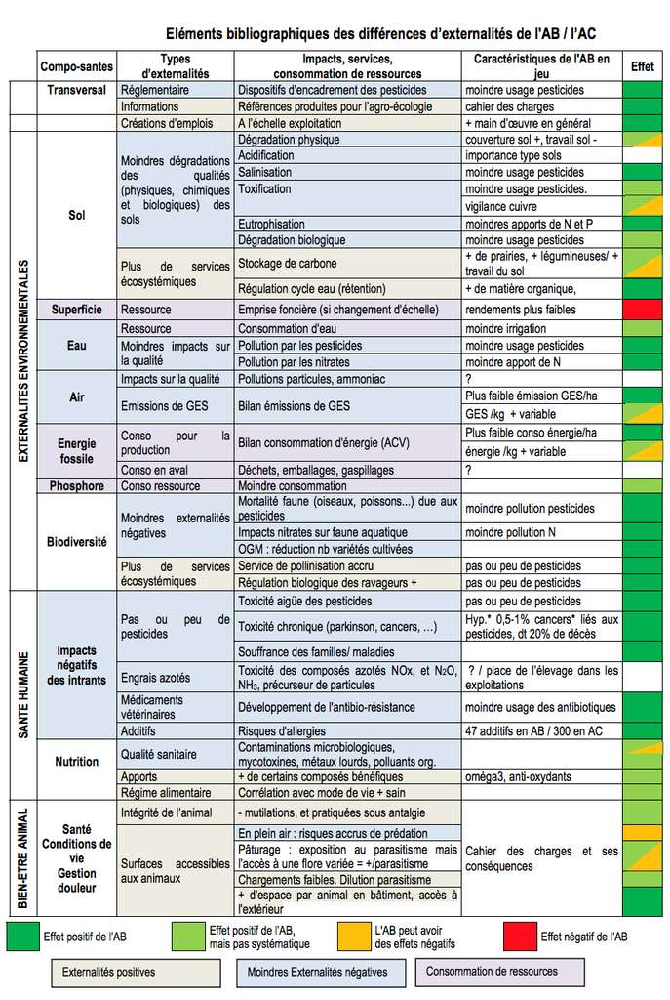 Eléments bibliographiques des différences d'externalités de l'AB / l'AC
Compo-santes
Types
d'externalités
Impacts, services,
consommation de ressources
Caractéristiques de l'AB en
jeu
Effet
Transversal
Réglementaire
Dispositifs d'encadrement des pesticides
moindre usage pesticides
Informations
Références produites pour l'agro-écologie
cahier des charges
Créations d'emplois
A l'échelle exploitation
+ main d'œuvre en général
EXTERNALITES ENVIRONNEMENTALES
Sol
Moindres dégradations
des qualités
(physiques, chimiques
et biologiques) des
sols
Dégradation physique
couverture sol +, travail sol -
Acidification
importance type sols
Salinisation
moindre usage pesticides
Toxification
moindre usage pesticides.
vigilance cuivre
Eutrophisation
moindres apports de N et P
Dégradation biologique
moindre usage pesticides
Plus de services
écosystémiques
Stockage de carbone
+ de prairies, + légumineuses/ +
travail du sol
Régulation cycle eau (rétention)
+ de matière organique,
Superficie
Ressource
Emprise foncière (si changement d'échelle)
rendements plus faibles
Eau
Ressource
Consommation d'eau
moindre irrigation
Moindres impacts sur
la qualité
Pollution par les pesticides
moindre usage pesticides
Pollution par les nitrates
moindre apport de N
Air
Impacts sur la qualité
Pollutions particules, ammoniac
?
Emissions de GES
Bilan émissions de GES
Plus faible émission GES/ha
GES /kg + variable
Energie
fossile
Conso pour la
production
Bilan consommation d'énergie (ACV)
Plus faible conso énergie/ha
énergie /kg + variable
Conso en aval
Déchets, emballages, gaspillages
?
Phosphore
Conso ressource
Moindre consommation
Biodiversité
Moindres externalités
négatives
Mortalité faune (oiseaux, poissons...) due aux
pesticides
moindre pollution pesticides
Impacts nitrates sur faune aquatique
moindre pollution N
OGM : réduction nb variétés cultivées
Plus de services
écosystémiques
Service de pollinisation accru
pas ou peu de pesticides
Régulation biologique des ravageurs +
pas ou peu de pesticides
SANTE HUMAINE
Impacts
négatifs
des intrants
Pas ou peu de
pesticides
Toxicité aigüe des pesticides
pas ou peu de pesticides
Toxicité chronique (parkinson, cancers, …)
Hyp.* 0,5-1% cancers* liés aux
pesticides, dt 20% de décès
Souffrance des familles/ maladies
Engrais azotés
Toxicité des composés azotés NOx, et N2O,
NH3, précurseur de particules
? / place de l'élevage dans les
exploitations
Médicaments
vétérinaires
Développement de l'antibio-résistance
moindre usage des antibiotiques
Additifs
Risques d'allergies
47 additifs en AB / 300 en AC
Nutrition
Qualité sanitaire
Contaminations microbiologiques,
mycotoxines, métaux lourds, polluants org.
Apports
+ de certains composés bénéfiques
oméga3, anti-oxydants
Régime alimentaire
Corrélation avec mode de vie + sain
BIEN-ETRE ANIMAL
Santé
Conditions de
vie
Gestion
douleur
Intégrité de l'animal
- mutilations, et pratiquées sous antalgie
Surfaces accessibles
aux animaux
En plein air : risques accrus de prédation
Pâturage : exposition au parasitisme mais
l'accès à une flore variée = +/parasitisme
Chargements faibles. Dilution parasitisme
+ d'espace par animal en bâtiment, accès à
l'extérieur
Cahier des charges et ses
conséquences
Effet positif de l'AB
Effet positif de l'AB,
mais pas systématique
L'AB peut avoir
des effets négatifs
Effet négatif de l'AB
Externalités positives
Moindres Externalités négatives
Consommation de ressources